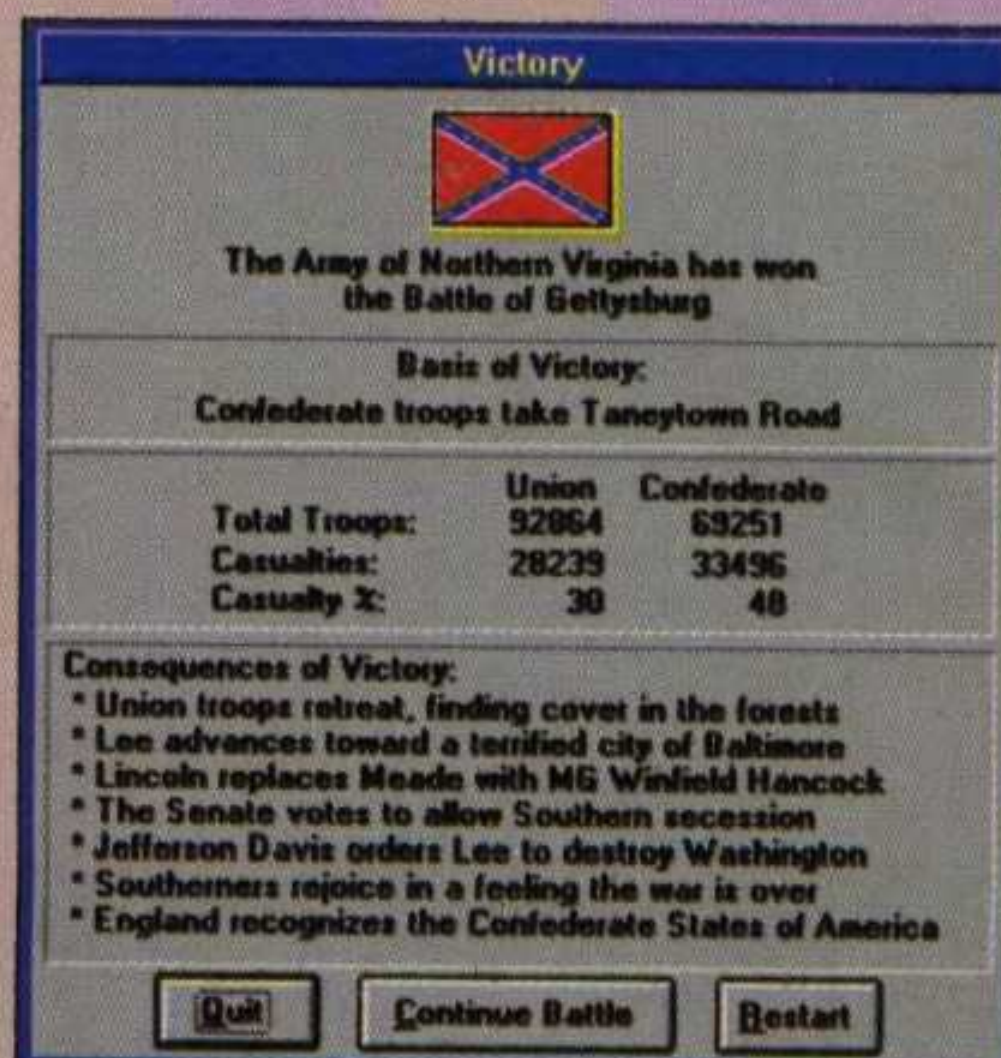 Victory
The Army of Northern Virginia has won
the Battle of Gettysburg
Basis of Victory:
Confederate troops take Taneytown Road
Union Confederate
Total Troops: 92864 69251
Casualties: 28239 33496
Casualty %: 30 48
Consequences of Victory:
* Union troops retreat, finding cover in the forests
* Lee advances toward a terrified city of Baltimore
* Lincoln replaces Meade with MG Winfield Hancock
* The Senate votes to allow Southern secession
* Jefferson Davis orders Lee to destroy Washington
* Southerners rejoice in a feeling the war is over
* England recognizes the Confederate States of America
Quit Continue Battle Restart